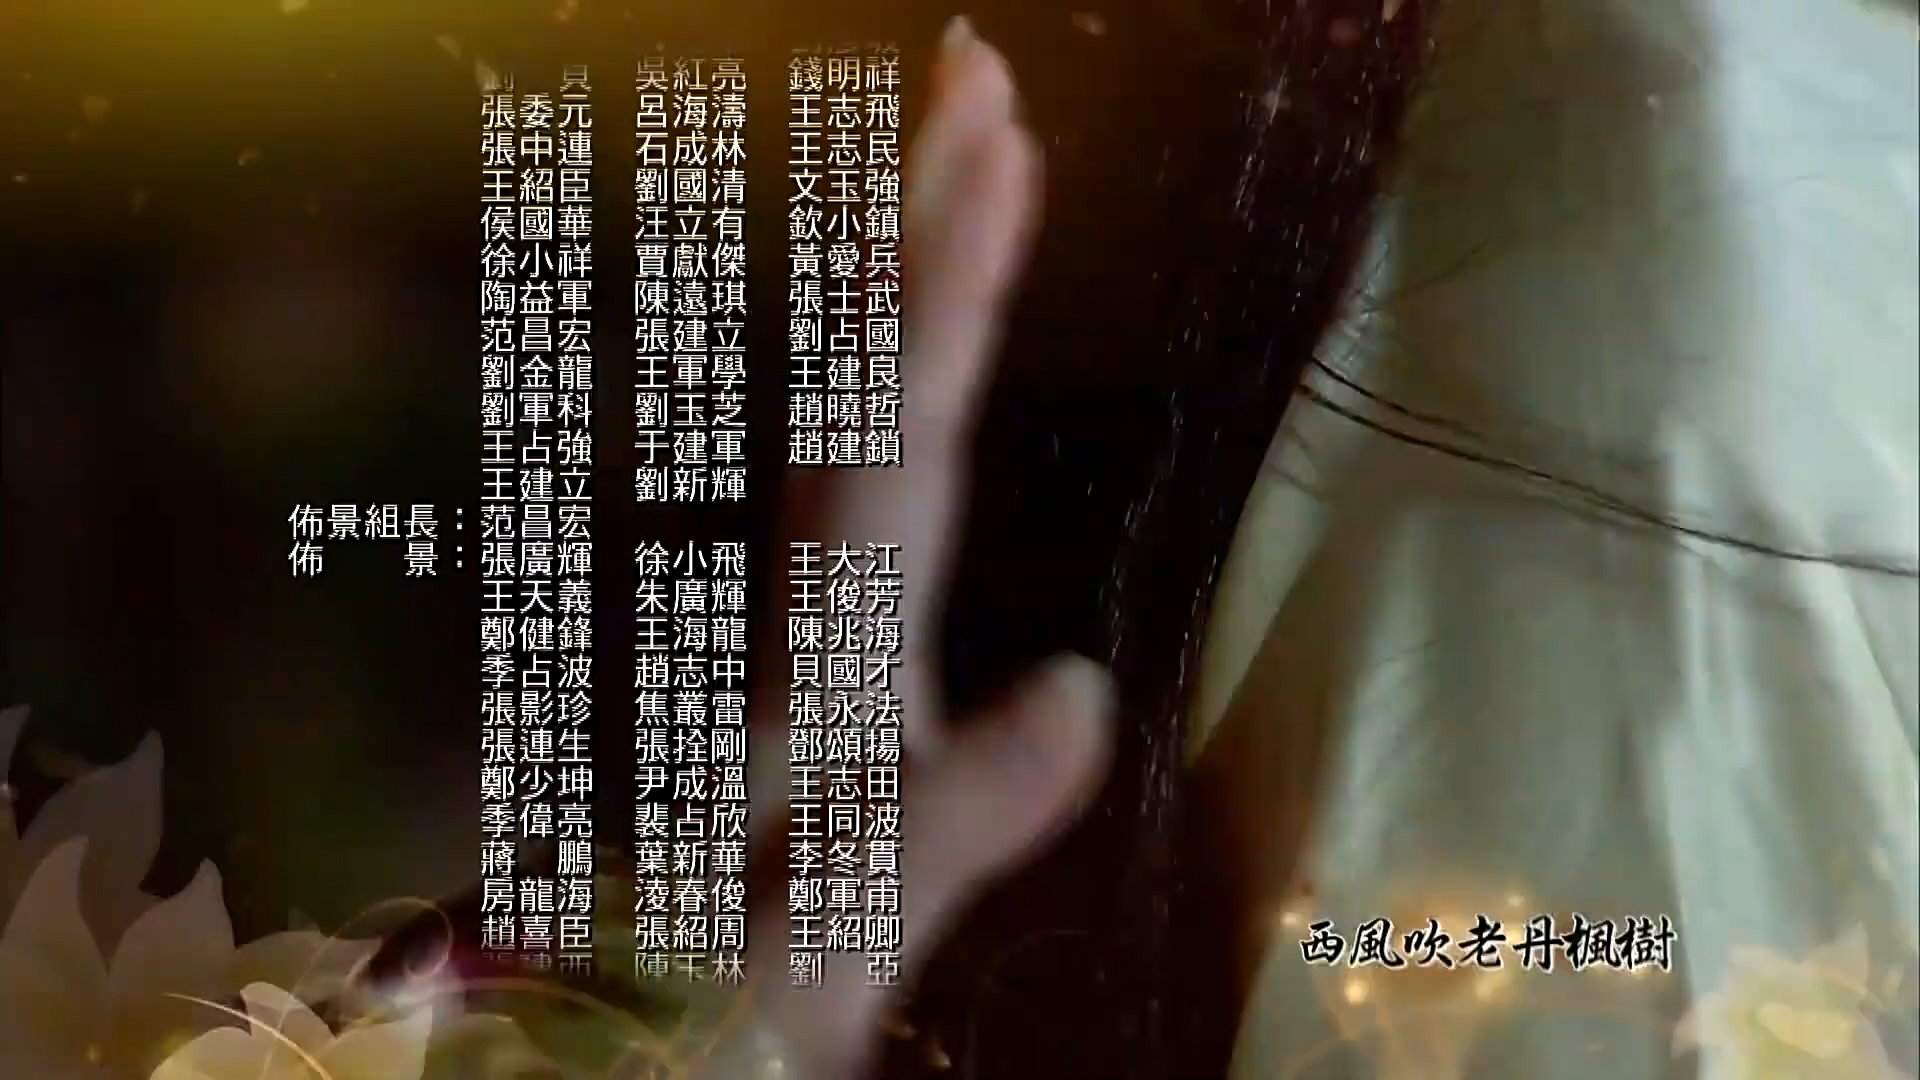 吳紅亮 錢明祥
張委元 呂海濤 王志飛
張中連 石成林 王志民
王紹臣 劉國清 文玉強
侯國華 汪立有 欽小鎮
徐小祥 賈獻傑 黃愛兵
陶益軍 陳遠琪 張士武
范昌宏 張建立 劉占國
劉金龍 王軍學 王建良
劉軍科 劉玉芝 趙曉哲
王占強 于建軍 趙建鎖
王建立 劉新輝
佈景組長：范昌宏
佈　　景：張廣輝 徐小飛 王大江
王天義 朱廣輝 王俊芳
鄭健鋒 王海龍 陳兆海
季占波 趙志中 貝國才
張影珍 焦叢雷 張永法
張連生 張拴剛 鄧頌揚
鄭少坤 尹成溫 王志田
季偉亮 裴占欣 王同波
蔣　鵬 葉新華 李冬貫
房龍海 淩春俊 鄭軍甫
趙喜臣 張紹周 王紹卿
張建西 陳玉林 劉　亞
西風吹老丹楓樹